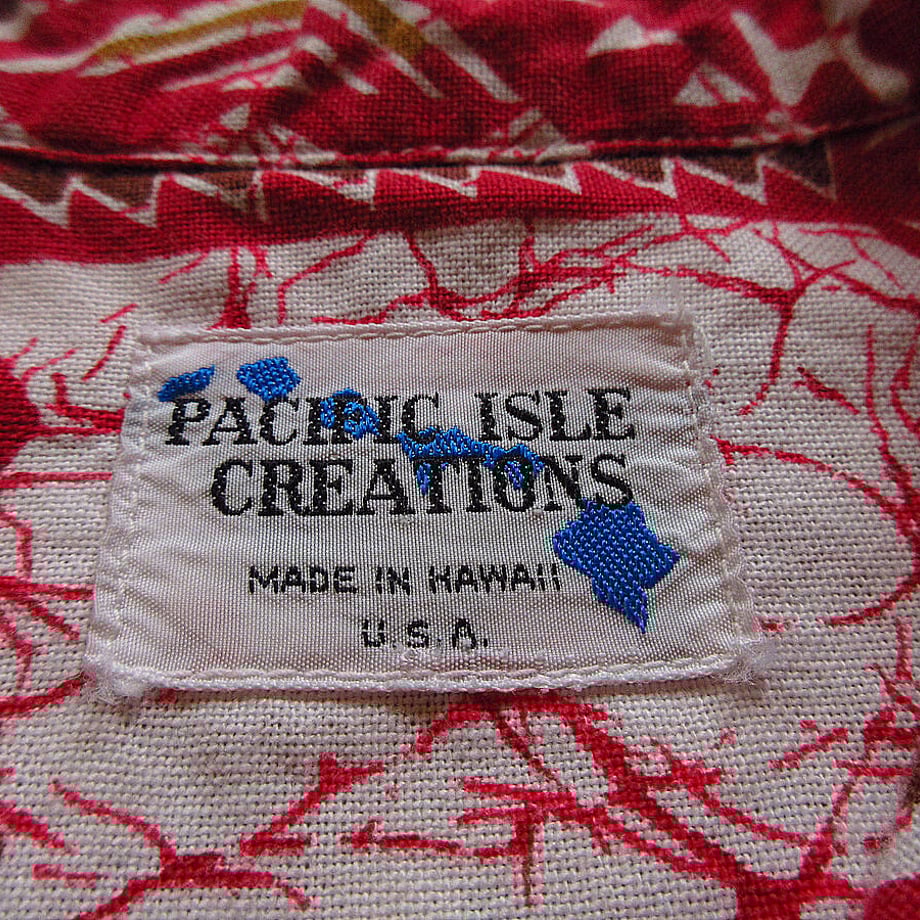 PACIFIC ISLE
CREATIONS
MADE IN HAWAII
U.S.A.